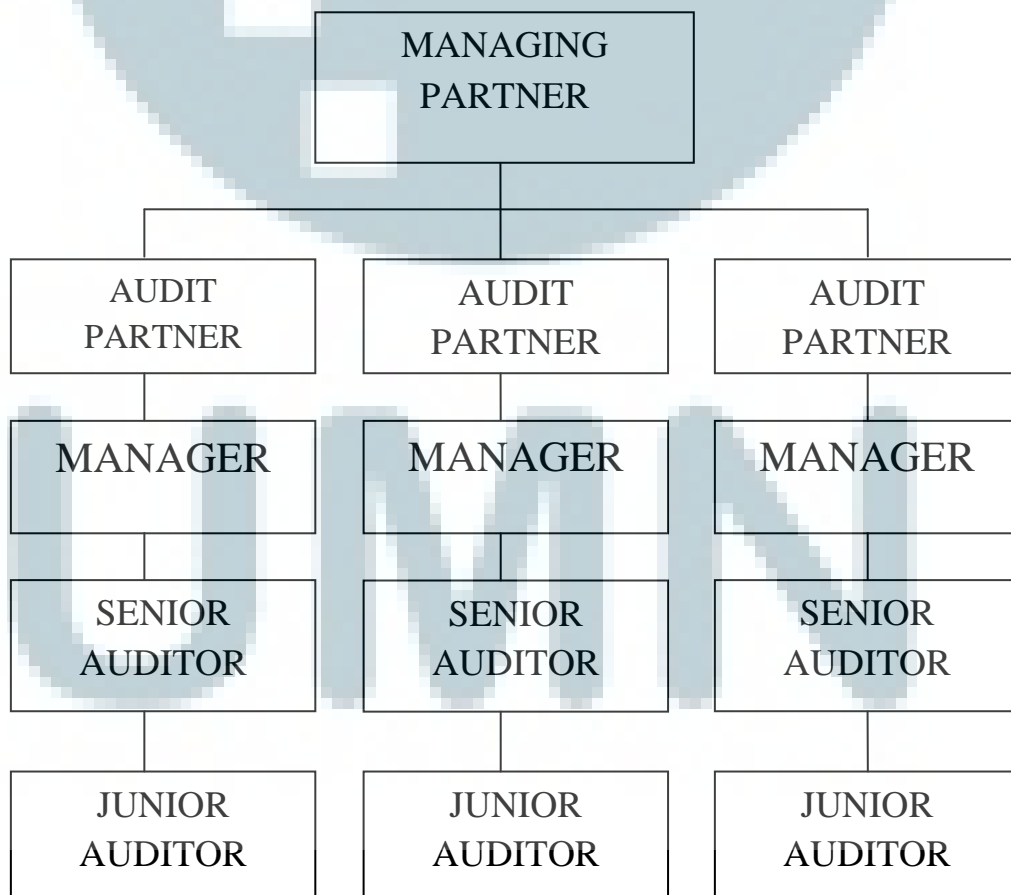 MANAGING
PARTNER
AUDIT
PARTNER
AUDIT
PARTNER
AUDIT
PARTNER
MANAGER
MANAGER
MANAGER
SENIOR
AUDITOR
SENIOR
AUDITOR
SENIOR
AUDITOR
JUNIOR
AUDITOR
JUNIOR
AUDITOR
JUNIOR
AUDITOR
UMN